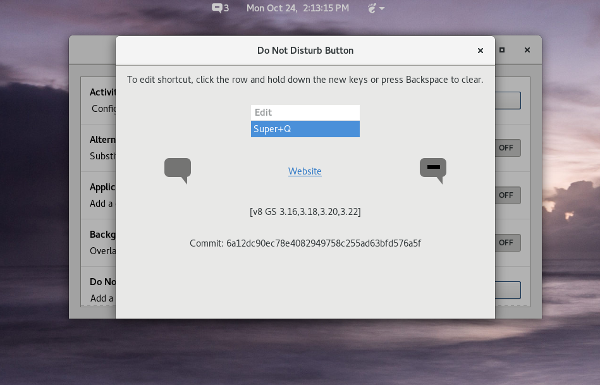 3 Mon Oct 24, 2:13:15 PM
Do Not Disturb Button
To edit shortcut, click the row and hold down the new keys or press Backspace to clear.
Edit
Super+Q
Website
[v8 GS 3.16,3.18,3.20,3.22]
Commit: 6a12dc90ec78e4082949758c255ad63bfd576a5f
Activit
Config
Altern OFF
Substit
Applic OFF
Add a
Backg OFF
Overla
Do No
Add a